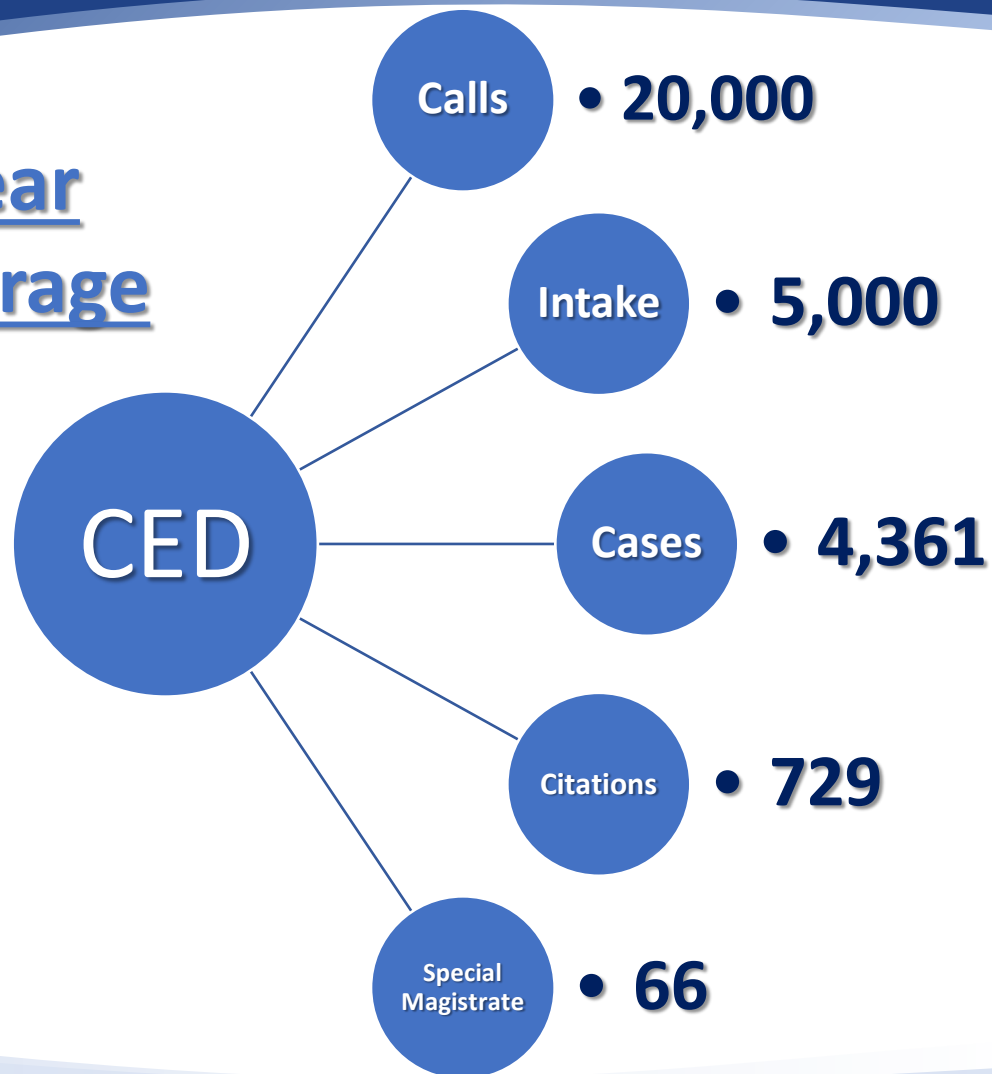 Calls
• 20,000
ear
rage
Intake
• 5,000
CED
Cases
• 4,361
Citations
• 729
Special
Magistrate
• 66